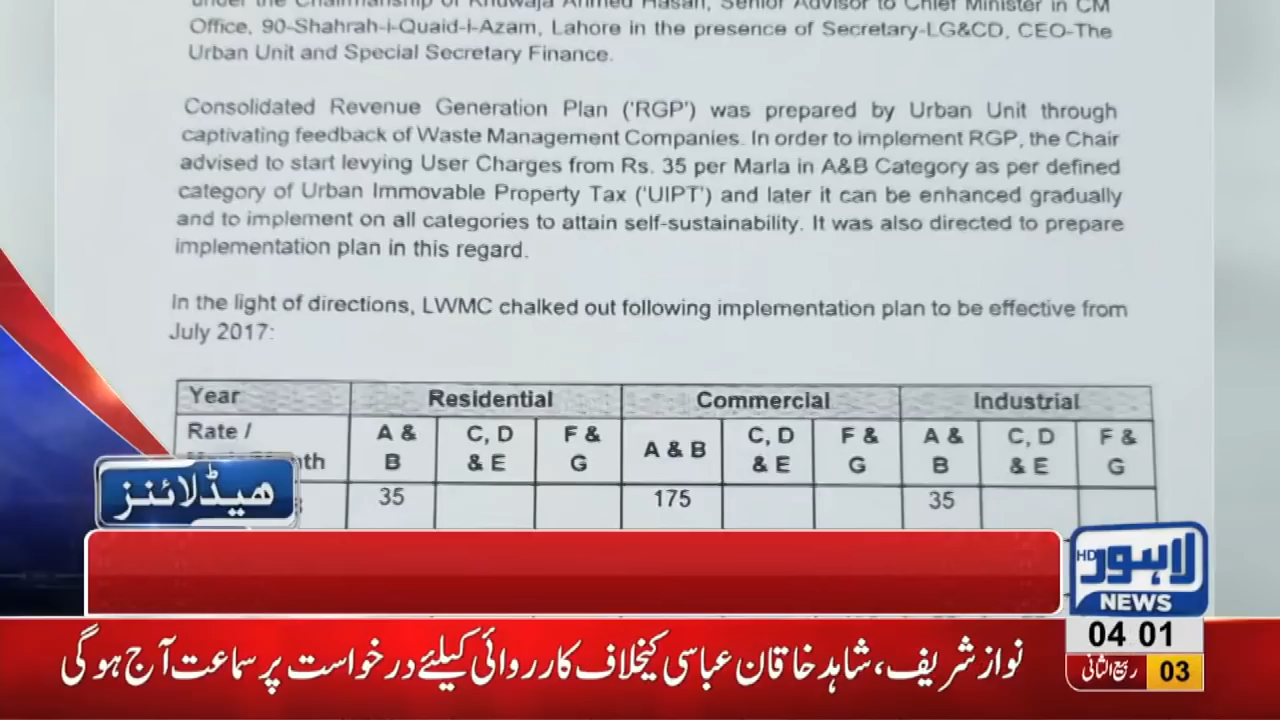 under the Chairmanship of Khuwaja Ahmed Hasan, Senior Advisor to Chief Minister in CM
Office, 90-Shahrah-i-Quaid-i-Azam, Lahore in the presence of Secretary-LG&CD, CEO-The
Urban Unit and Special Secretary Finance.
Consolidated Revenue Generation Plan ('RGP') was prepared by Urban Unit through
captivating feedback of Waste Management Companies. In order to implement RGP, the Chair
advised to start levying User Charges from Rs. 35 per Marla in A&B Category as per defined
category of Urban Immovable Property Tax ('UIPT') and later it can be enhanced gradually
and to implement on all categories to attain self-sustainability. It was also directed to prepare
implementation plan in this regard.
In the light of directions, LWMC chalked out following implementation plan to be effective from
July 2017:
Year Residential Commercial Industrial
Rate / A & B C, D & E F & G A & B C, D & E F & G A & B C, D & E F & G
35 175 35
ہیڈلائنز
HD لاہور
NEWS
04 01
نواز شریف، شاہد خاقان عباسی کیخلاف کارروائی کیلئے درخواست پر سماعت آج ہوگی
ربیع الثانی 03